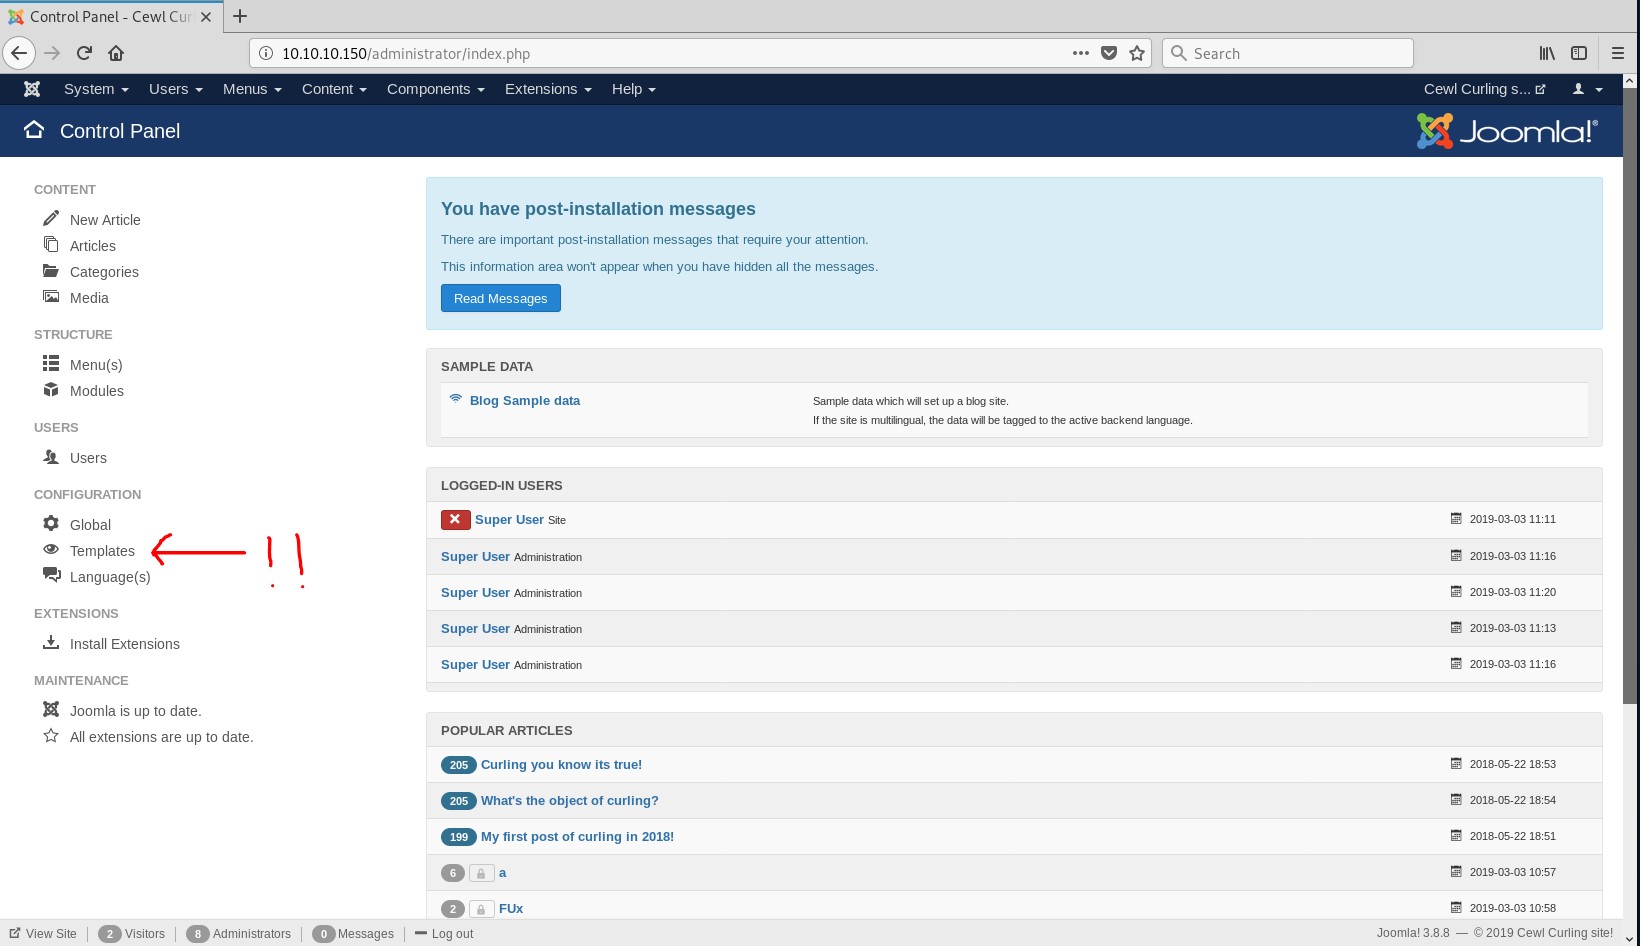 Control Panel - Cewl Cur
10.10.10.150/administrator/index.php
Search
System Users Menus Content Components Extensions Help Cewl Curling s...
Control Panel
Joomla!®
CONTENT
New Article
Articles
Categories
Media
STRUCTURE
Menu(s)
Modules
USERS
Users
CONFIGURATION
Global
Templates
!!
Language(s)
EXTENSIONS
Install Extensions
MAINTENANCE
Joomla is up to date.
All extensions are up to date.
You have post-installation messages
There are important post-installation messages that require your attention.
This information area won't appear when you have hidden all the messages.
Read Messages
SAMPLE DATA
Blog Sample data
Sample data which will set up a blog site.
If the site is multilingual, the data will be tagged to the active backend language.
LOGGED-IN USERS
Super User Site 2019-03-03 11:11
Super User Administration 2019-03-03 11:16
Super User Administration 2019-03-03 11:20
Super User Administration 2019-03-03 11:13
Super User Administration 2019-03-03 11:16
POPULAR ARTICLES
205 Curling you know its true! 2018-05-22 18:53
205 What's the object of curling? 2018-05-22 18:54
199 My first post of curling in 2018! 2018-05-22 18:51
6 a 2019-03-03 10:57
2 FUx 2019-03-03 10:58
View Site 2 Visitors 8 Administrators 0 Messages Log out Joomla! 3.8.8 — © 2019 Cewl Curling site!